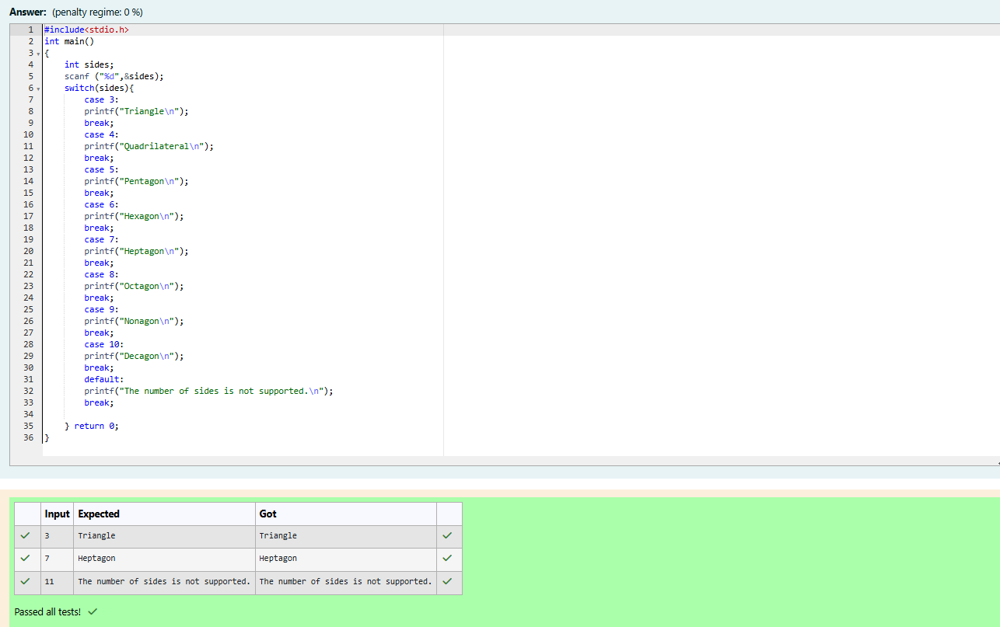 Answer: (penalty regime: 0 %)
1 #include<stdio.h>
2 int main()
3 {
4 int sides;
5 scanf ("%d",&sides);
6 switch(sides){
7 case 3:
8 printf("Triangle\n");
9 break;
10 case 4:
11 printf("Quadrilateral\n");
12 break;
13 case 5:
14 printf("Pentagon\n");
15 break;
16 case 6:
17 printf("Hexagon\n");
18 break;
19 case 7:
20 printf("Heptagon\n");
21 break;
22 case 8:
23 printf("Octagon\n");
24 break;
25 case 9:
26 printf("Nonagon\n");
27 break;
28 case 10:
29 printf("Decagon\n");
30 break;
31 default:
32 printf("The number of sides is not supported.\n");
33 break;
34
35 } return 0;
36 }
Input Expected Got
3 Triangle Triangle
7 Heptagon Heptagon
11 The number of sides is not supported. The number of sides is not supported.
Passed all tests!